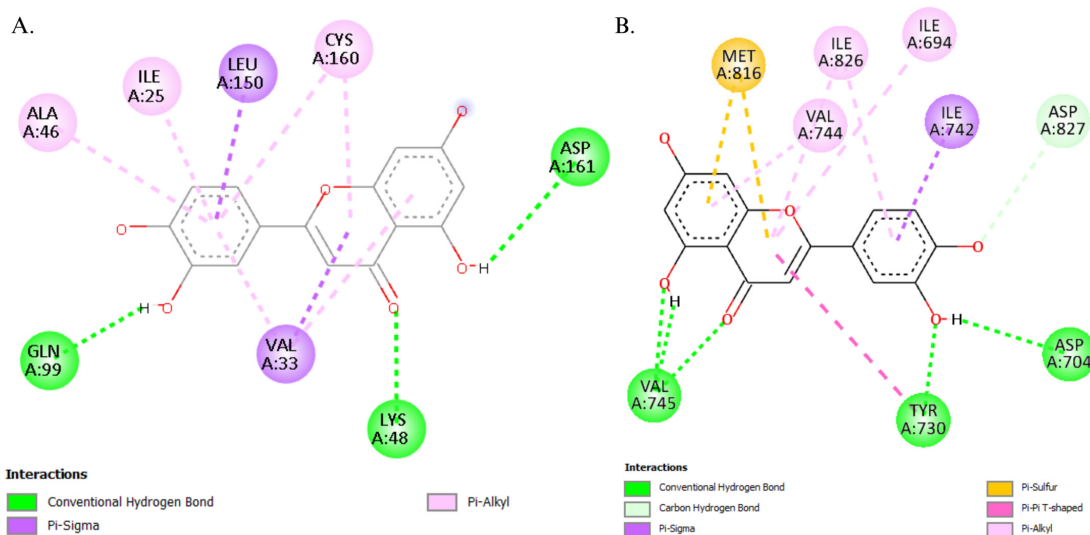 A.
CYS
A:160
LEU
A:150
ILE
A:25
ALA
A:46
O
ASP
A:161
O
O
O
H
O
H
O
GLN
A:99
VAL
A:33
LYS
A:48
Interactions
Conventional Hydrogen Bond
Pi-Sigma
Pi-Alkyl
B.
ILE
A:694
ILE
A:826
MET
A:816
VAL
A:744
ILE
A:742
ASP
A:827
O
O
O
O
H
O
O
H
VAL
A:745
TYR
A:730
ASP
A:704
Interactions
Conventional Hydrogen Bond
Carbon Hydrogen Bond
Pi-Sigma
Pi-Sulfur
Pi-Pi T-shaped
Pi-Alkyl